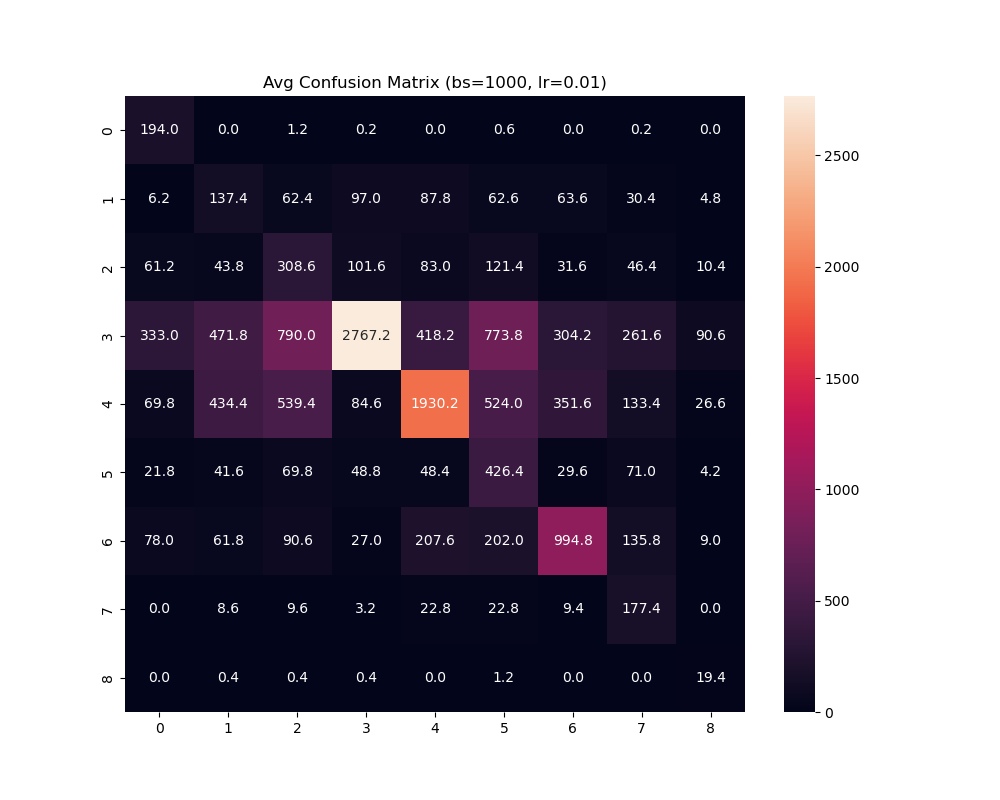 Avg Confusion Matrix (bs=1000, lr=0.01)
0 194.0 0.0 1.2 0.2 0.0 0.6 0.0 0.2 0.0
1 6.2 137.4 62.4 97.0 87.8 62.6 63.6 30.4 4.8
2 61.2 43.8 308.6 101.6 83.0 121.4 31.6 46.4 10.4
3 333.0 471.8 790.0 2767.2 418.2 773.8 304.2 261.6 90.6
4 69.8 434.4 539.4 84.6 1930.2 524.0 351.6 133.4 26.6
5 21.8 41.6 69.8 48.8 48.4 426.4 29.6 71.0 4.2
6 78.0 61.8 90.6 27.0 207.6 202.0 994.8 135.8 9.0
7 0.0 8.6 9.6 3.2 22.8 22.8 9.4 177.4 0.0
8 0.0 0.4 0.4 0.4 0.0 1.2 0.0 0.0 19.4
0 1 2 3 4 5 6 7 8
2500
2000
1500
1000
500
0